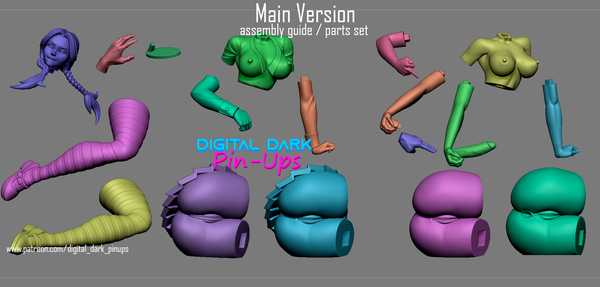 Main Version
assembly guide / parts set
DIGITAL DARK
Pin-Ups
www.patreon.com/digital_dark_pinups